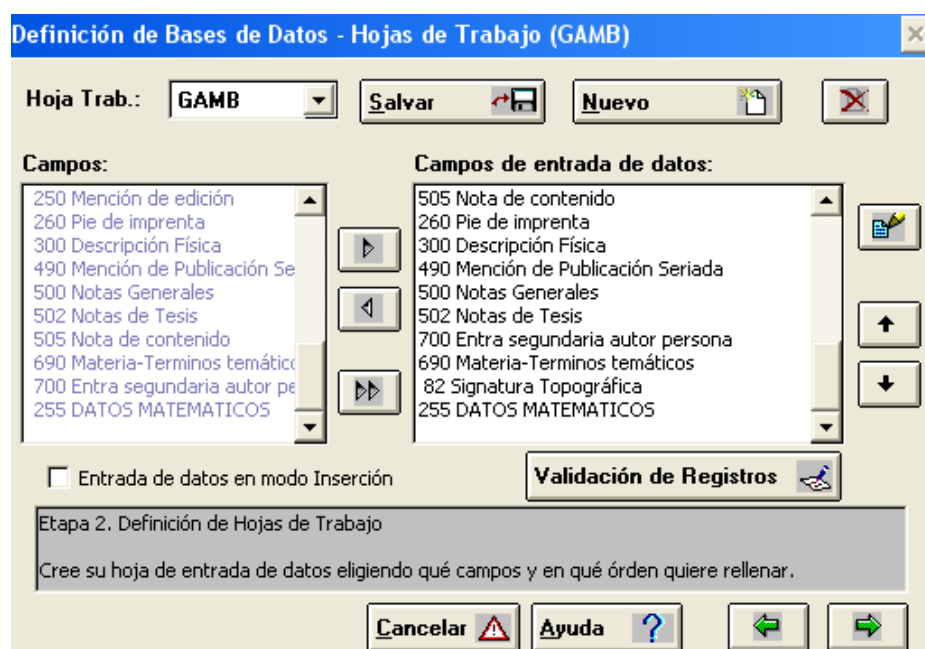 Definición de Bases de Datos - Hojas de Trabajo (GAMB)
Hoja Trab.: GAMB Salvar Nuevo
Campos: Campos de entrada de datos:
250 Mención de edición
260 Pie de imprenta
300 Descripción Física
490 Mención de Publicación Se
500 Notas Generales
502 Notas de Tesis
505 Nota de contenido
690 Materia-Terminos temátic
700 Entra segundaria autor pe
255 DATOS MATEMATICOS
505 Nota de contenido
260 Pie de imprenta
300 Descripción Física
490 Mención de Publicación Seriada
500 Notas Generales
502 Notas de Tesis
700 Entra segundaria autor persona
690 Materia-Terminos temáticos
82 Signatura Topográfica
255 DATOS MATEMATICOS
Entrada de datos en modo Inserción Validación de Registros
Etapa 2. Definición de Hojas de Trabajo
Cree su hoja de entrada de datos eligiendo qué campos y en qué órden quiere rellenar.
Cancelar Ayuda